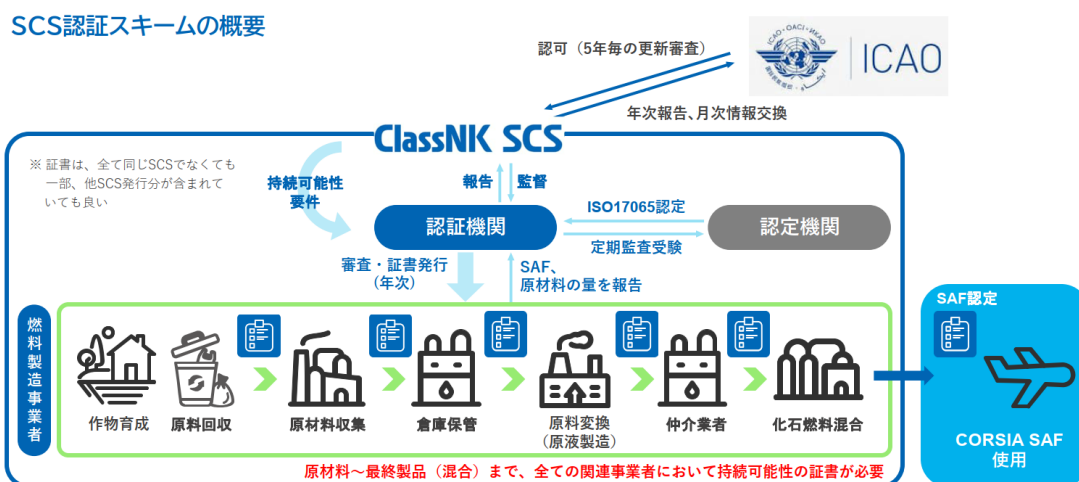 SCS認証スキームの概要
認可（5年毎の更新審査）
ICAO・OACI・ИКАО
ICAO
年次報告、月次情報交換
ClassNK SCS
※ 証書は、全て同じSCSでなくても
一部、他SCS発行分が含まれて
いても良い
持続可能性
要件
報告
監督
認証機関
ISO17065認定
定期監査受験
認定機関
審査・証書発行
（年次）
SAF、
原材料の量を報告
燃料製造事業者
作物育成
原料回収
原材料収集
倉庫保管
原料変換
（原液製造）
仲介業者
化石燃料混合
原材料～最終製品（混合）まで、全ての関連事業者において持続可能性の証書が必要
SAF認定
CORSIA SAF
使用